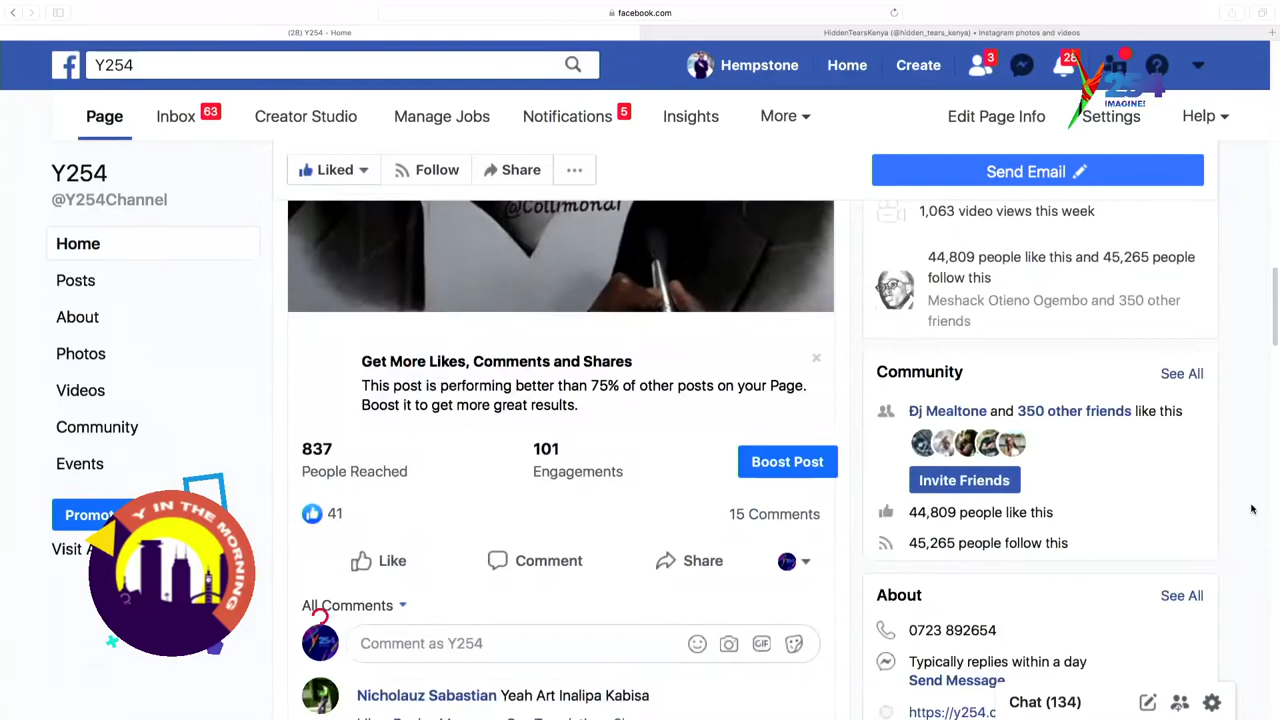 facebook.com
(28) Y254 - Home
HiddenTearsKenya (@hidden_tears_kenya) • Instagram photos and videos
Y254
Hempstone
Home
Create
3
28
Y254
IMAGINE!
Page
Inbox 63
Creator Studio
Manage Jobs
Notifications 5
Insights
More
Edit Page Info
Settings
Help
Y254
@Y254Channel
Home
Posts
About
Photos
Videos
Community
Events
Y IN THE MORNING
Liked
Follow
Share
Send Email
Get More Likes, Comments and Shares
This post is performing better than 75% of other posts on your Page.
Boost it to get more great results.
837
People Reached
101
Engagements
Boost Post
41
15 Comments
Like
Comment
Share
All Comments
Comment as Y254
GIF
Nicholauz Sabastian Yeah Art Inalipa Kabisa
1,063 video views this week
44,809 people like this and 45,265 people
follow this
Meshack Otieno Ogembo and 350 other
friends
Community
See All
Đj Mealtone and 350 other friends like this
Invite Friends
44,809 people like this
45,265 people follow this
About
See All
0723 892654
Typically replies within a day
Send Message
Chat (134)